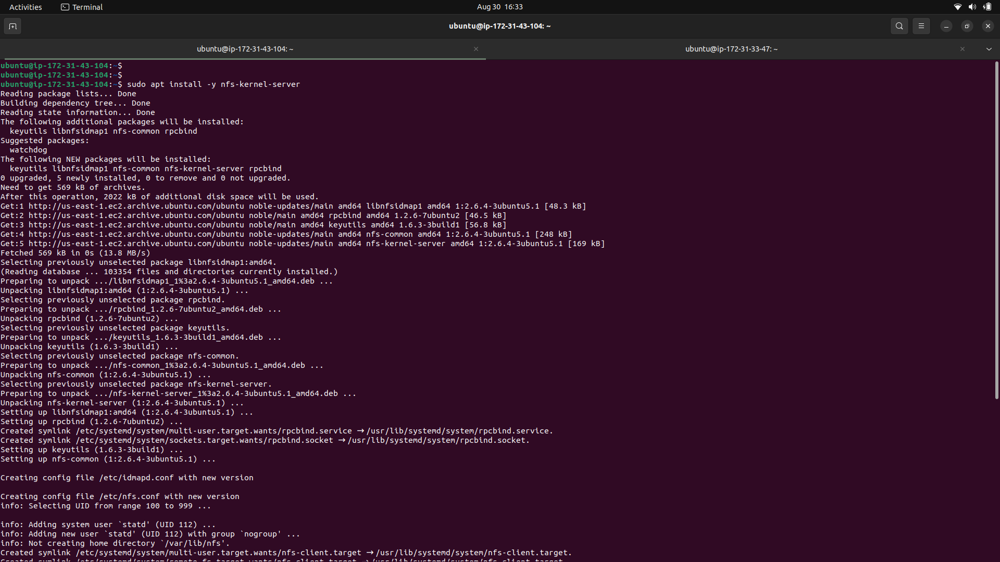 Activities
Terminal
Aug 30 16:33
ubuntu@ip-172-31-43-104: ~
ubuntu@ip-172-31-43-104: ~
ubuntu@ip-172-31-33-47: ~
ubuntu@ip-172-31-43-104:~$
ubuntu@ip-172-31-43-104:~$
ubuntu@ip-172-31-43-104:~$ sudo apt install -y nfs-kernel-server
Reading package lists... Done
Building dependency tree... Done
Reading state information... Done
The following additional packages will be installed:
  keyutils libnfsidmap1 nfs-common rpcbind
Suggested packages:
  watchdog
The following NEW packages will be installed:
  keyutils libnfsidmap1 nfs-common nfs-kernel-server rpcbind
0 upgraded, 5 newly installed, 0 to remove and 0 not upgraded.
Need to get 569 kB of archives.
After this operation, 2022 kB of additional disk space will be used.
Get:1 http://us-east-1.ec2.archive.ubuntu.com/ubuntu noble-updates/main amd64 libnfsidmap1 amd64 1:2.6.4-3ubuntu5.1 [48.3 kB]
Get:2 http://us-east-1.ec2.archive.ubuntu.com/ubuntu noble/main amd64 rpcbind amd64 1.2.6-7ubuntu2 [46.5 kB]
Get:3 http://us-east-1.ec2.archive.ubuntu.com/ubuntu noble/main amd64 keyutils amd64 1.6.3-3build1 [56.8 kB]
Get:4 http://us-east-1.ec2.archive.ubuntu.com/ubuntu noble-updates/main amd64 nfs-common amd64 1:2.6.4-3ubuntu5.1 [248 kB]
Get:5 http://us-east-1.ec2.archive.ubuntu.com/ubuntu noble-updates/main amd64 nfs-kernel-server amd64 1:2.6.4-3ubuntu5.1 [169 kB]
Fetched 569 kB in 0s (13.8 MB/s)
Selecting previously unselected package libnfsidmap1:amd64.
(Reading database ... 103354 files and directories currently installed.)
Preparing to unpack .../libnfsidmap1_1%3a2.6.4-3ubuntu5.1_amd64.deb ...
Unpacking libnfsidmap1:amd64 (1:2.6.4-3ubuntu5.1) ...
Selecting previously unselected package rpcbind.
Preparing to unpack .../rpcbind_1.2.6-7ubuntu2_amd64.deb ...
Unpacking rpcbind (1.2.6-7ubuntu2) ...
Selecting previously unselected package keyutils.
Preparing to unpack .../keyutils_1.6.3-3build1_amd64.deb ...
Unpacking keyutils (1.6.3-3build1) ...
Selecting previously unselected package nfs-common.
Preparing to unpack .../nfs-common_1%3a2.6.4-3ubuntu5.1_amd64.deb ...
Unpacking nfs-common (1:2.6.4-3ubuntu5.1) ...
Selecting previously unselected package nfs-kernel-server.
Preparing to unpack .../nfs-kernel-server_1%3a2.6.4-3ubuntu5.1_amd64.deb ...
Unpacking nfs-kernel-server (1:2.6.4-3ubuntu5.1) ...
Setting up libnfsidmap1:amd64 (1:2.6.4-3ubuntu5.1) ...
Setting up rpcbind (1.2.6-7ubuntu2) ...
Created symlink /etc/systemd/system/multi-user.target.wants/rpcbind.service → /usr/lib/systemd/system/rpcbind.service.
Created symlink /etc/systemd/system/sockets.target.wants/rpcbind.socket → /usr/lib/systemd/system/rpcbind.socket.
Setting up keyutils (1.6.3-3build1) ...
Setting up nfs-common (1:2.6.4-3ubuntu5.1) ...
Creating config file /etc/idmapd.conf with new version
Creating config file /etc/nfs.conf with new version
info: Selecting UID from range 100 to 999 ...
info: Adding system user `statd' (UID 112) ...
info: Adding new user `statd' (UID 112) with group `nogroup' ...
info: Not creating home directory `/var/lib/nfs'.
Created symlink /etc/systemd/system/multi-user.target.wants/nfs-client.target → /usr/lib/systemd/system/nfs-client.target.
Created symlink /etc/systemd/system/remote-fs.target.wants/nfs-client.target → /usr/lib/systemd/system/nfs-client.target.